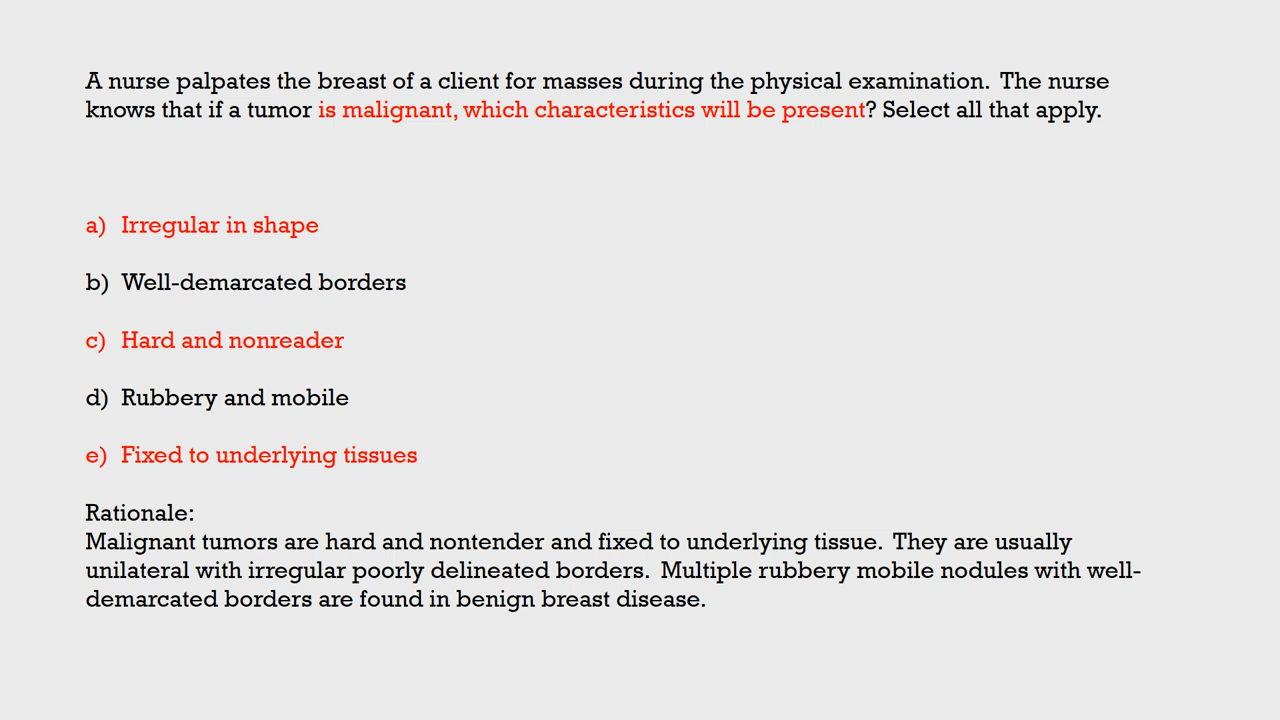 A nurse palpates the breast of a client for masses during the physical examination. The nurse
knows that if a tumor is malignant, which characteristics will be present? Select all that apply.
a) Irregular in shape
b) Well-demarcated borders
c) Hard and nonreader
d) Rubbery and mobile
e) Fixed to underlying tissues
Rationale:
Malignant tumors are hard and nontender and fixed to underlying tissue. They are usually
unilateral with irregular poorly delineated borders. Multiple rubbery mobile nodules with well-
demarcated borders are found in benign breast disease.